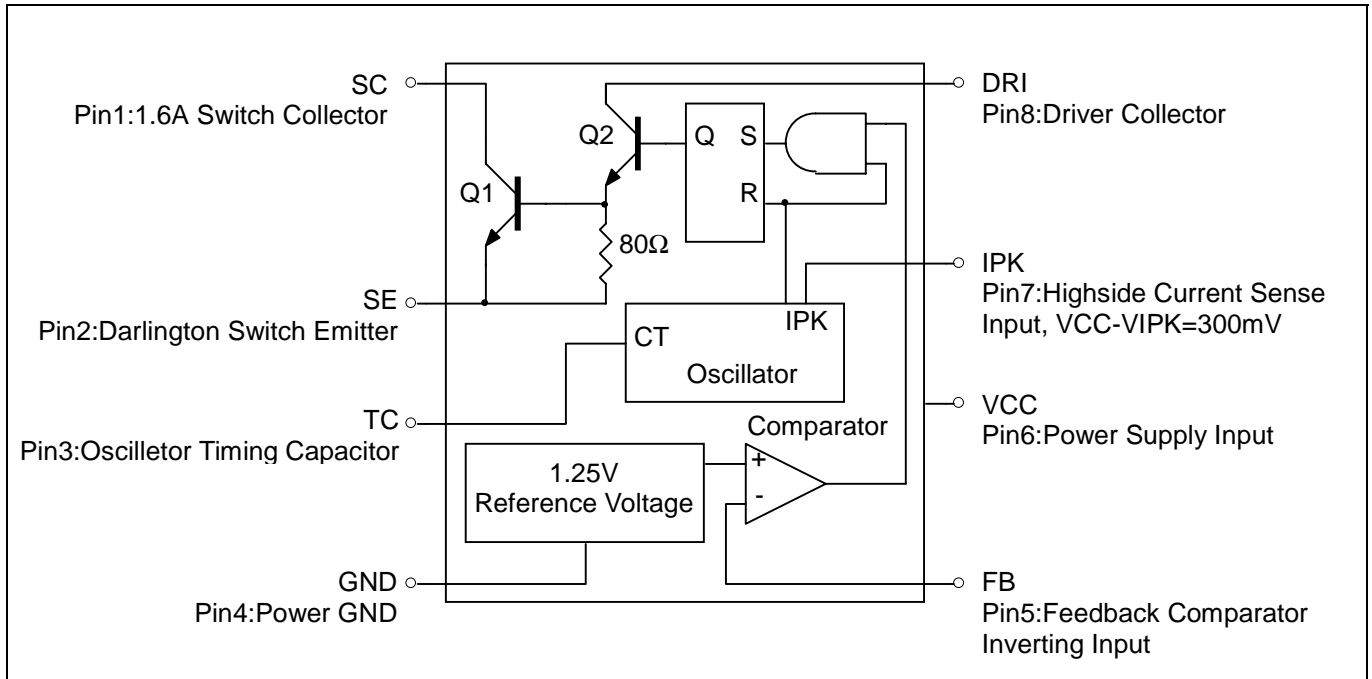 SC
Pin1:1.6A Switch Collector
DRI
Pin8:Driver Collector
Q2
Q
S
R
Q1
80Ω
SE
Pin2:Darlington Switch Emitter
IPK
Pin7:Highside Current Sense
Input, VCC-VIPK=300mV
IPK
CT
Oscillator
TC
Pin3:Oscilletor Timing Capacitor
VCC
Pin6:Power Supply Input
Comparator
1.25V
Reference Voltage
+
-
GND
Pin4:Power GND
FB
Pin5:Feedback Comparator
Inverting Input